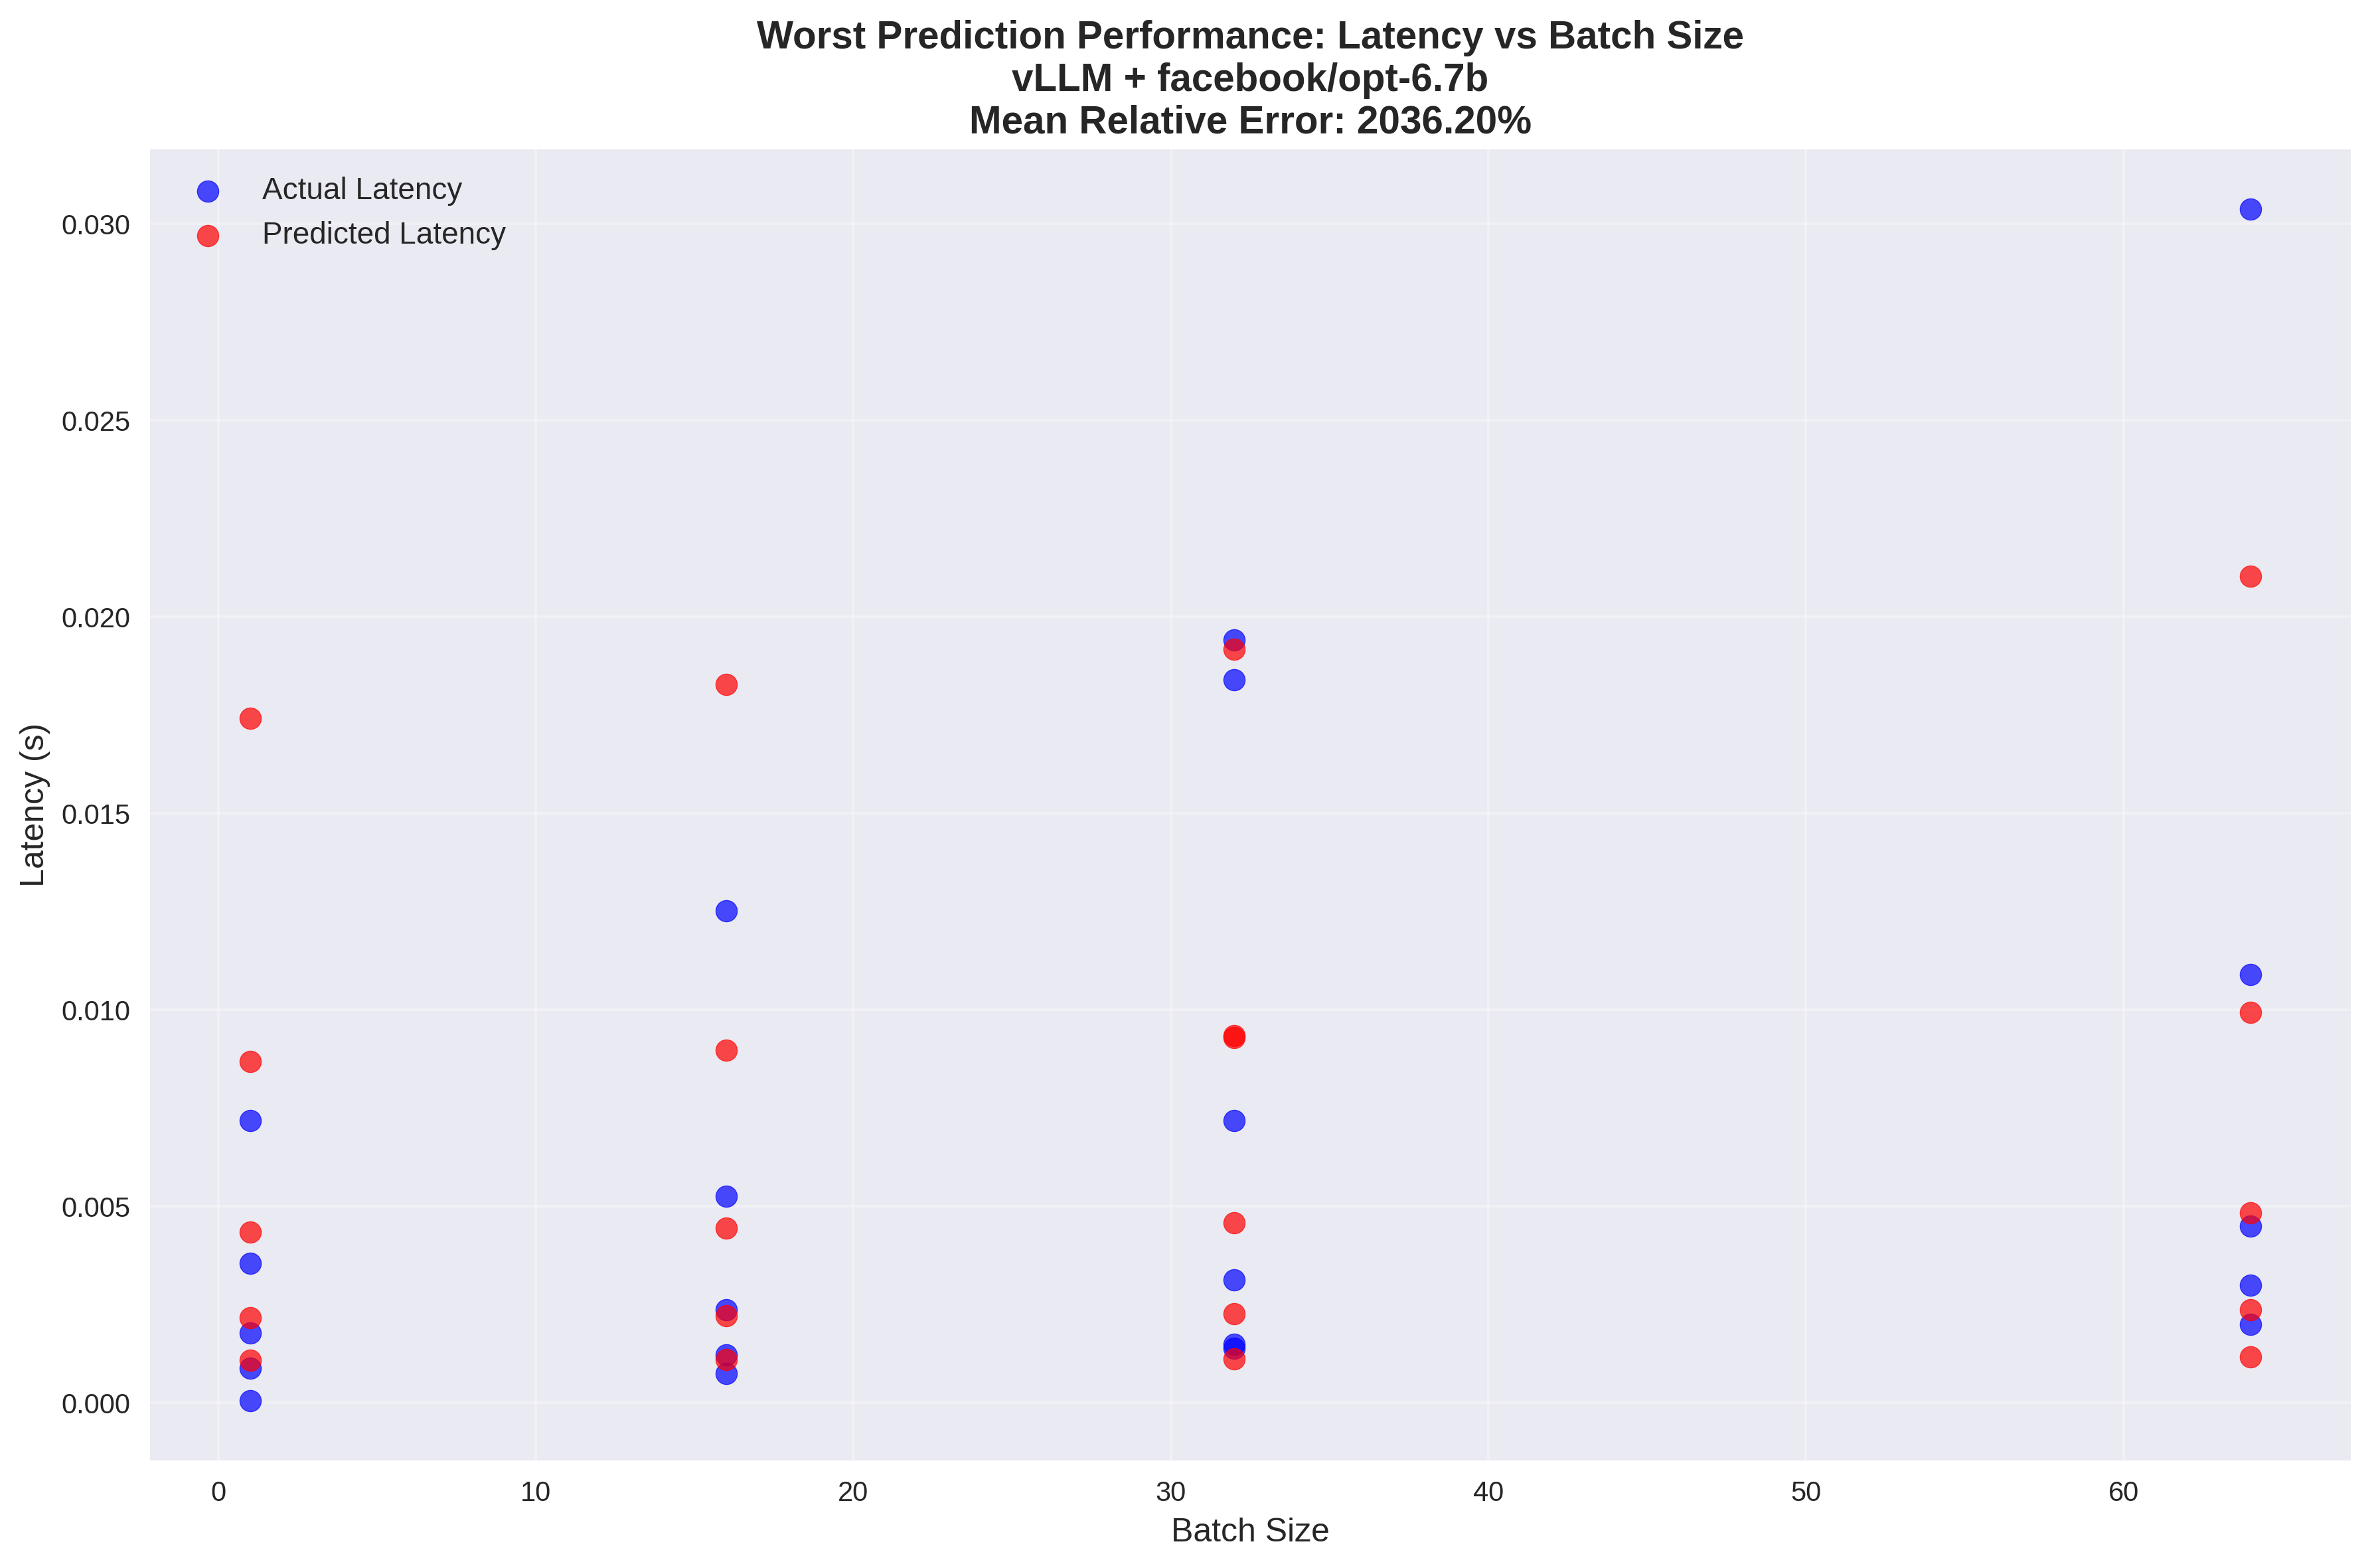 Worst Prediction Performance: Latency vs Batch Size
vLLM + facebook/opt-6.7b
Mean Relative Error: 2036.20%
Actual Latency
Predicted Latency
0.030
0.025
0.020
0.015
0.010
0.005
0.000
Latency (s)
0 10 20 30 40 50 60
Batch Size